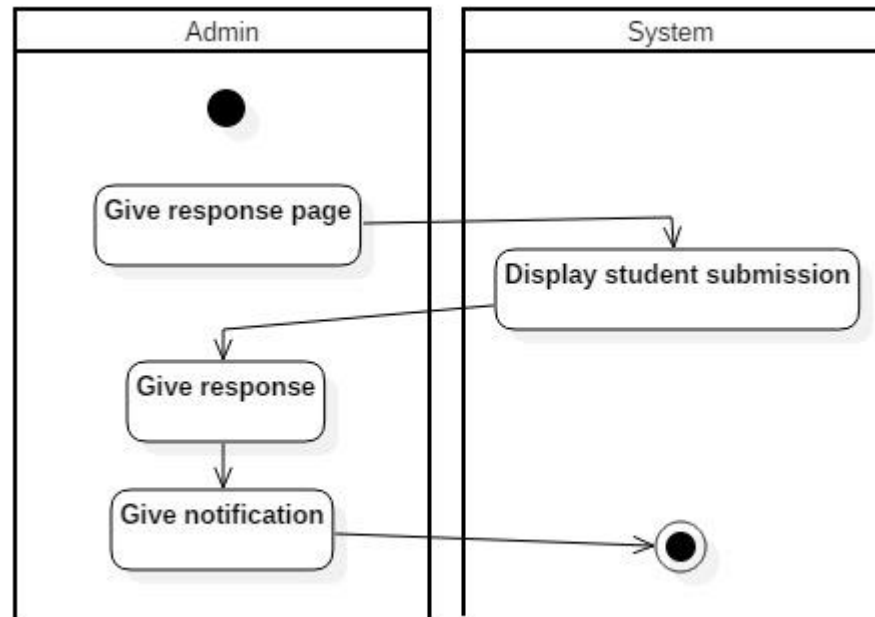 Admin
System
Give response page
Display student submission
Give response
Give notification